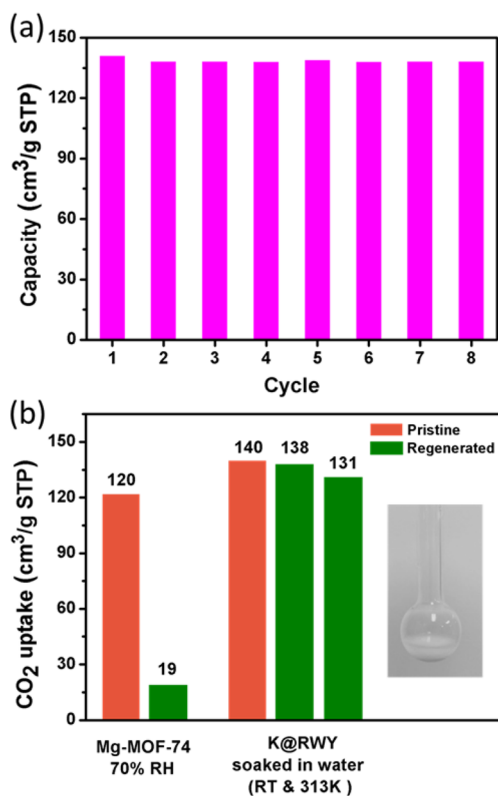 (a)
Capacity (cm³/g STP)
150
120
90
60
30
0
1 2 3 4 5 6 7 8
Cycle
(b)
CO₂ uptake (cm³/g STP)
150
120
90
60
30
0
Pristine
Regenerated
120
19
140
138
131
Mg-MOF-74
70% RH
K@RWY
soaked in water
(RT & 313K )